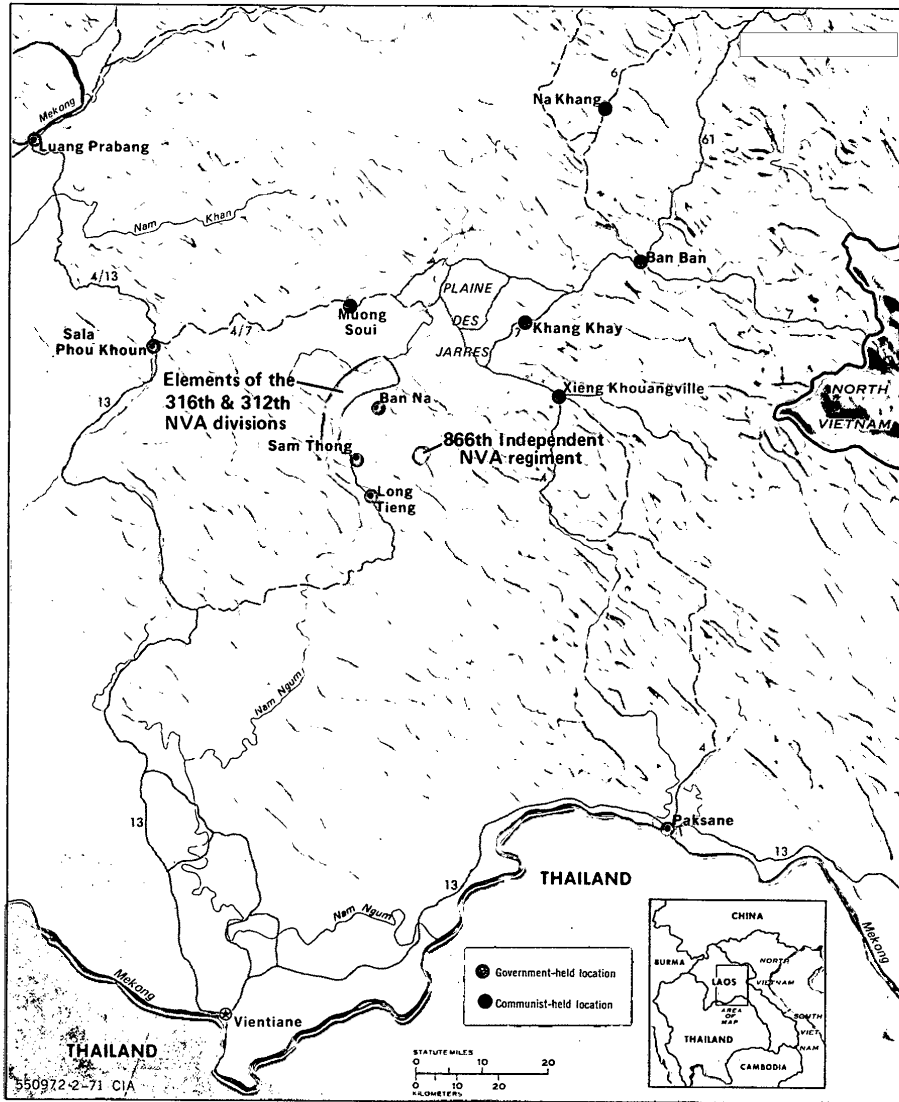 6
Na Khang
Mekong
Luang Prabang
61
Nam Khan
Ban Ban
4/13
PLAINE
DES
JARRES
Muong
Soui
7
4/7
7
Khang Khay
Sala
Phou Khoun
Elements of the
316th & 312th
NVA divisions
Xieng Khouangville
NORTH
VIETNAM
13
Ban Na
866th Independent
NVA regiment
Sam Thong
4
Long
Tieng
Nam Ngum
4
13
Paksane
13
THAILAND
13
Nam Ngum
Mekong
Mekong
Vientiane
THAILAND
550972 2-71 CIA
Government-held location
Communist-held location
STATUTE MILES
0 10 20
0 10 20
KILOMETERS
CHINA
BURMA
NORTH
VIETNAM
LAOS
AREA
OF
MAP
SOUTH
VIET
NAM
THAILAND
CAMBODIA